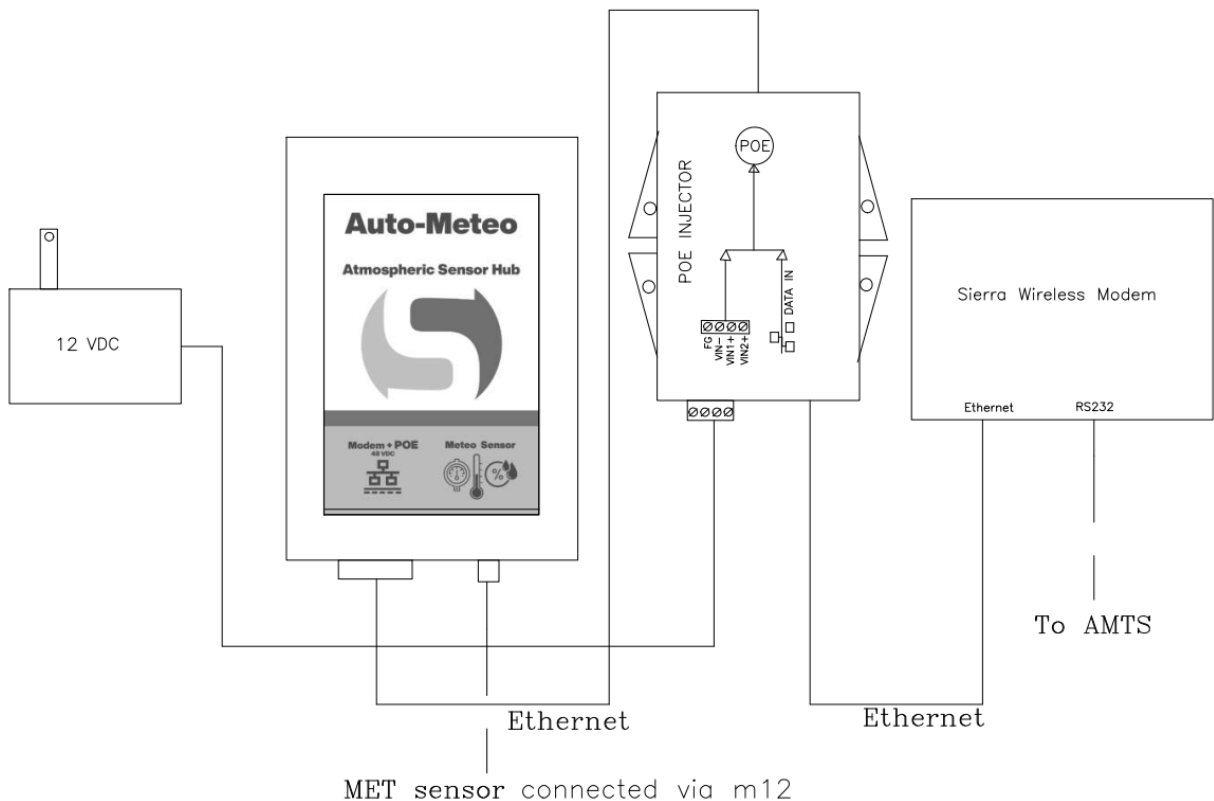 12 VDC
Auto-Meteo
Atmospheric Sensor Hub
Modem + POE
48 VDC
Meteo Sensor
%
POE INJECTOR
POE
DATA IN
FG
VIN-
VIN1+
VIN2+
Sierra Wireless Modem
Ethernet
RS232
To AMTS
Ethernet
Ethernet
MET sensor connected via m12